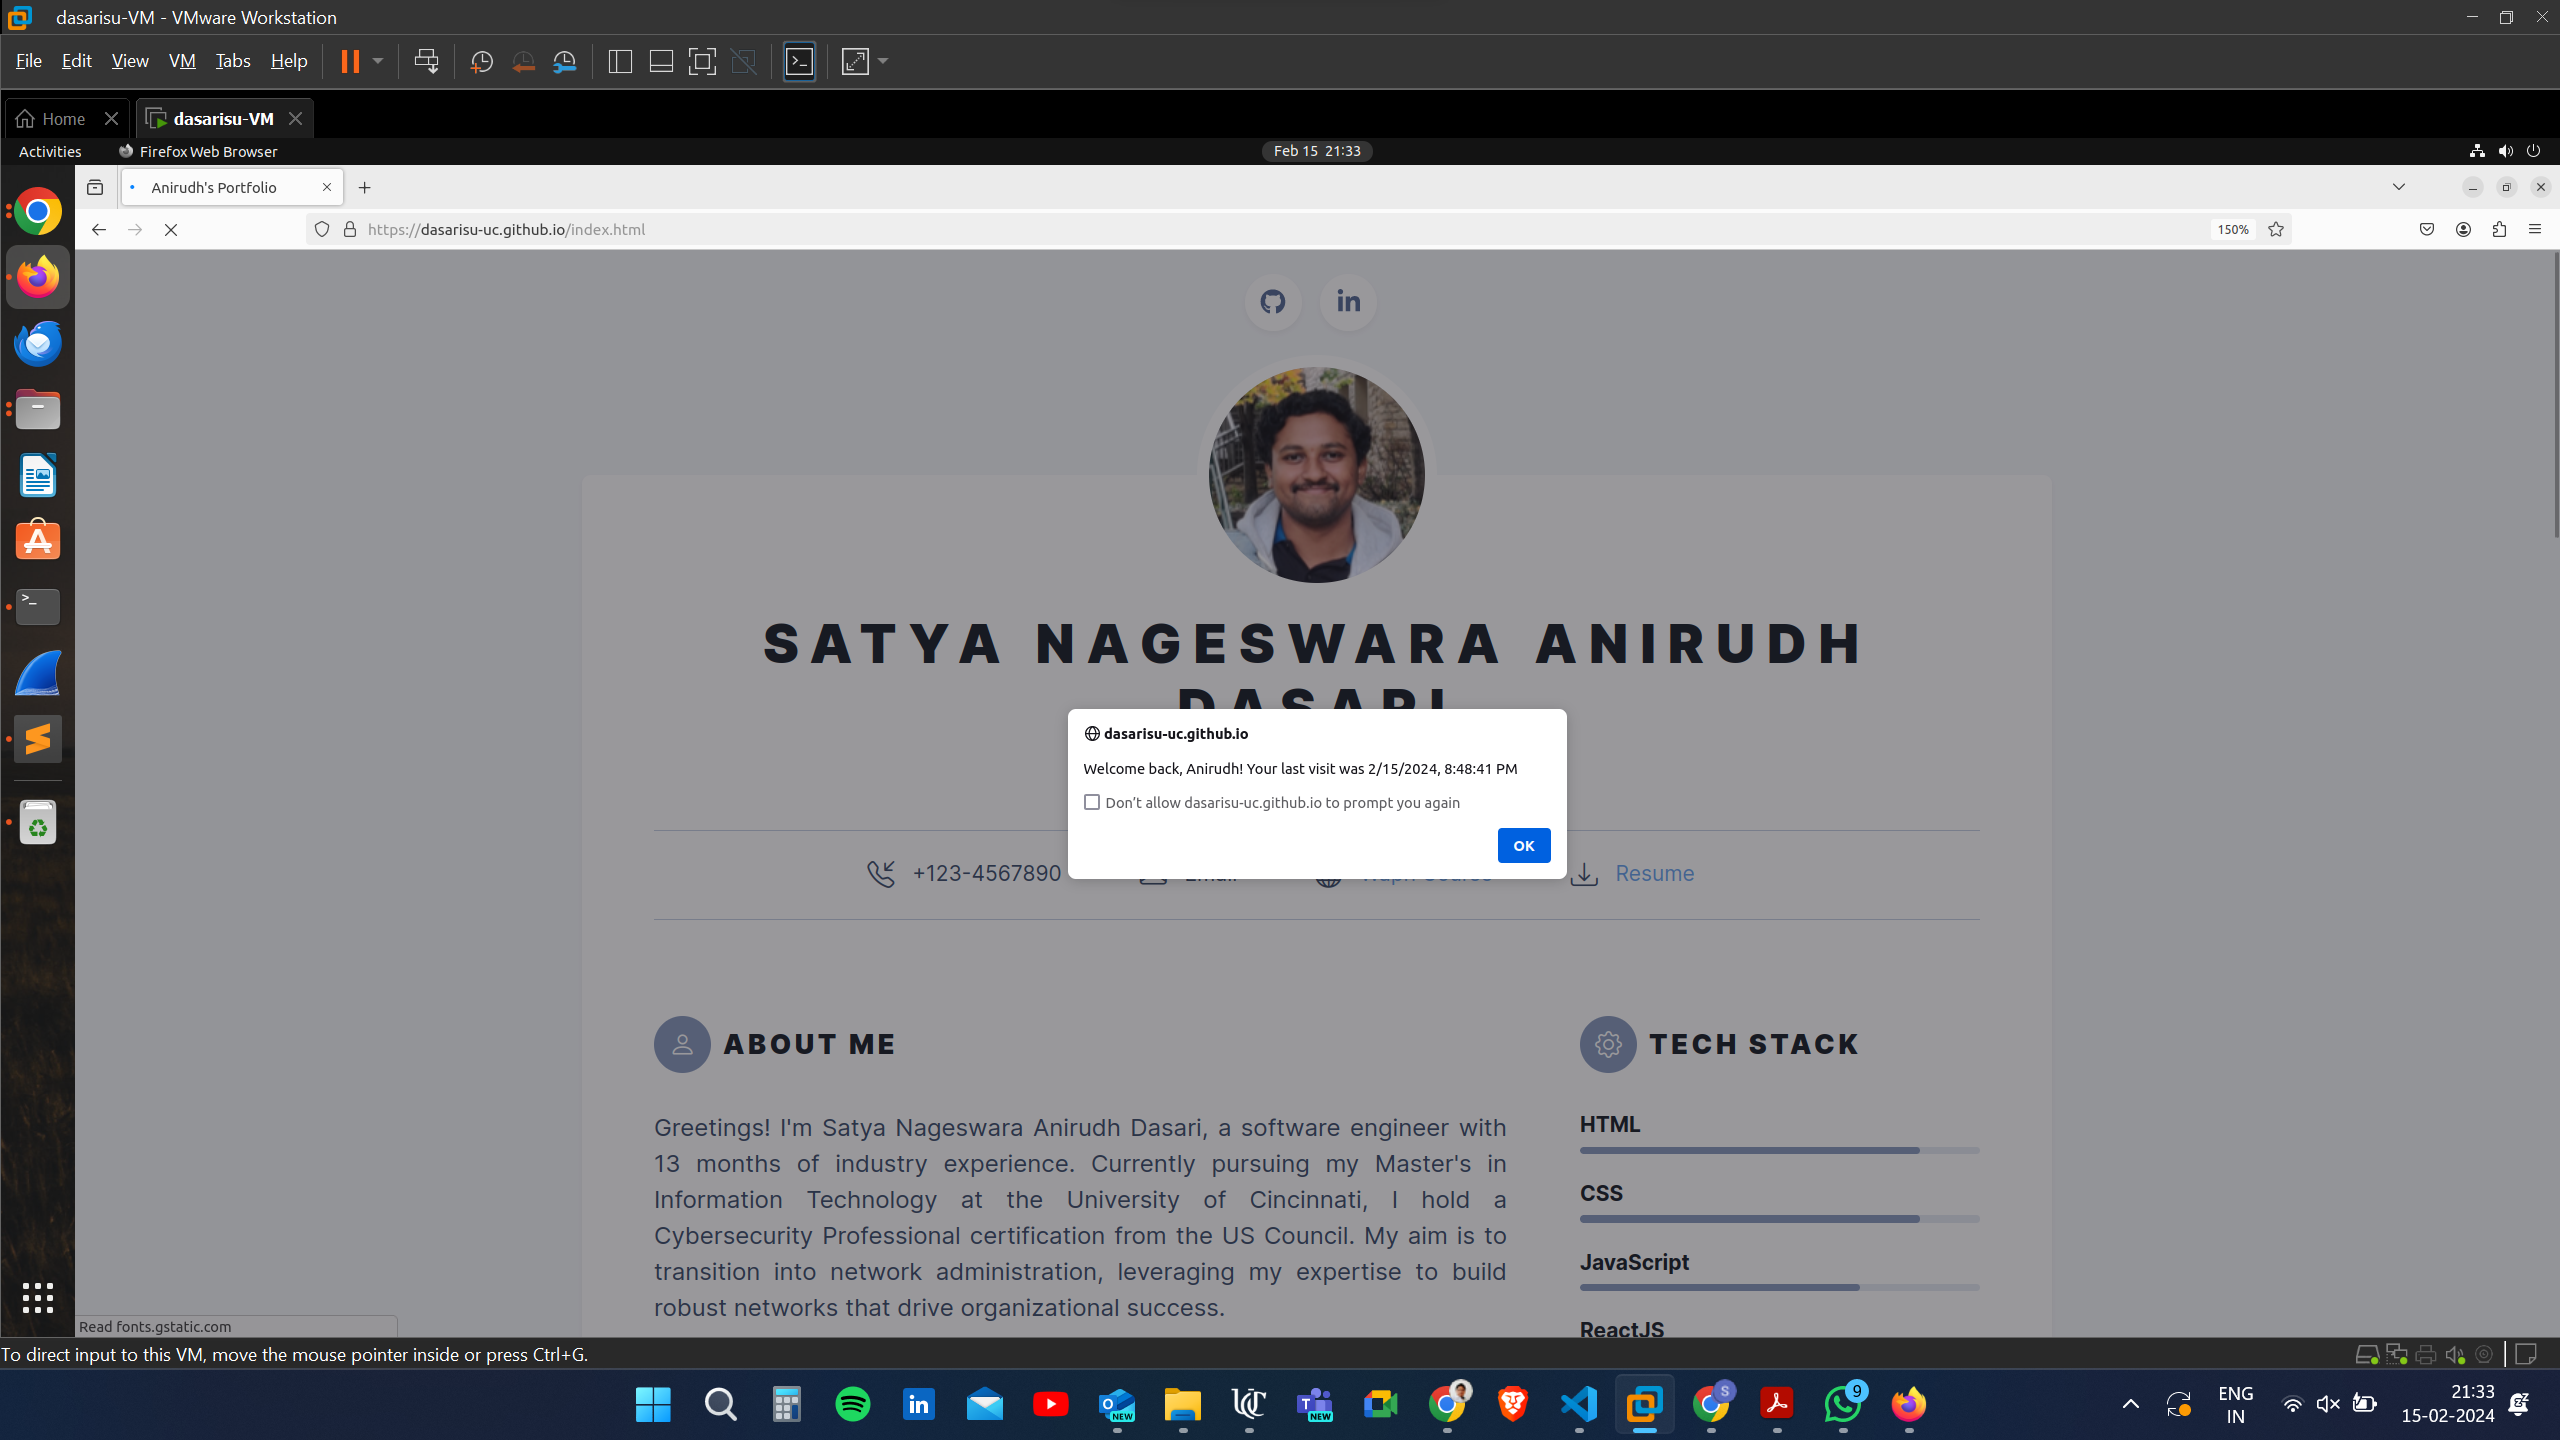 dasarisu-VM - VMware Workstation
File Edit View VM Tabs Help
Home dasarisu-VM
Activities Firefox Web Browser Feb 15 21:33
Anirudh's Portfolio
https://dasarisu-uc.github.io/index.html 150%
SATYA NAGESWARA ANIRUDH
DASARI
dasarisu-uc.github.io
Welcome back, Anirudh! Your last visit was 2/15/2024, 8:48:41 PM
Don't allow dasarisu-uc.github.io to prompt you again
OK
+123-4567890 Email Resume
ABOUT ME
Greetings! I'm Satya Nageswara Anirudh Dasari, a software engineer with
13 months of industry experience. Currently pursuing my Master's in
Information Technology at the University of Cincinnati, I hold a
Cybersecurity Professional certification from the US Council. My aim is to
transition into network administration, leveraging my expertise to build
robust networks that drive organizational success.
TECH STACK
HTML
CSS
JavaScript
ReactJS
Read fonts.gstatic.com
To direct input to this VM, move the mouse pointer inside or press Ctrl+G.
NEW NEW S 9
ENG
IN
21:33
15-02-2024